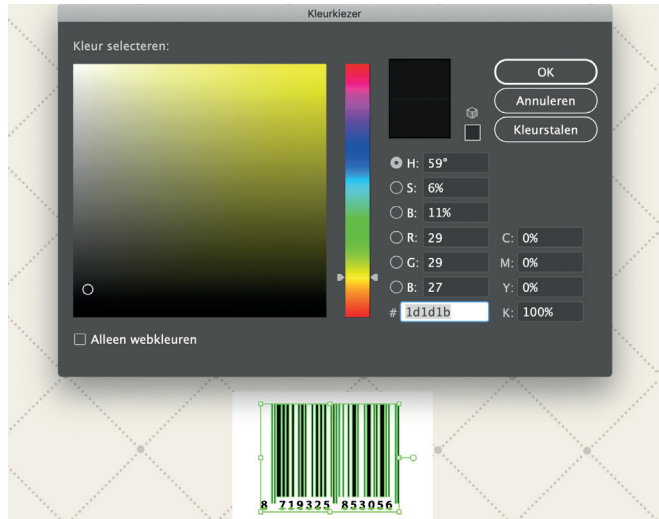 Kleurkiezer
Kleur selecteren:
OK
Annuleren
Kleurstalen
H: 59°
S: 6%
B: 11%
R: 29 C: 0%
G: 29 M: 0%
B: 27 Y: 0%
# 1d1d1b K: 100%
Alleen webkleuren
8 719325 853056